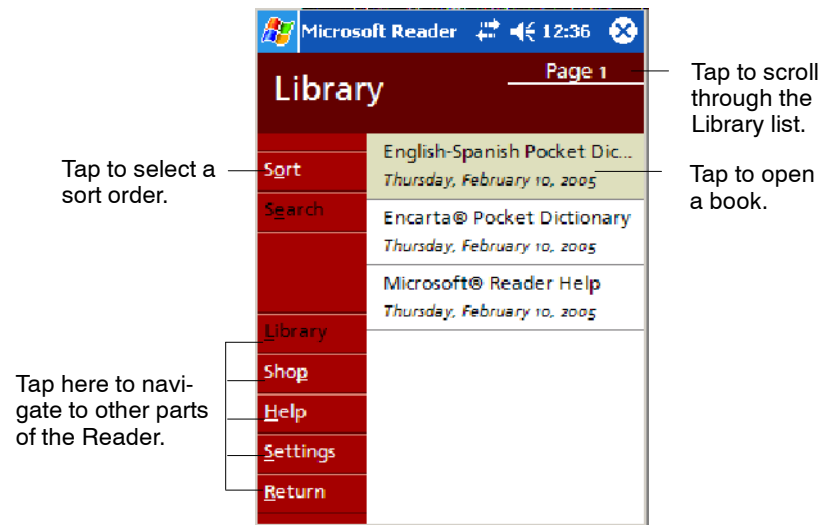 Microsoft Reader 12:36
Library
Page 1
Tap to scroll
through the
Library list.
Tap to select a
sort order.
Sort
Search
English-Spanish Pocket Dic...
Thursday, February 10, 2005
Tap to open
a book.
Encarta® Pocket Dictionary
Thursday, February 10, 2005
Microsoft® Reader Help
Thursday, February 10, 2005
Tap here to navi-
gate to other parts
of the Reader.
Library
Shop
Help
Settings
Return